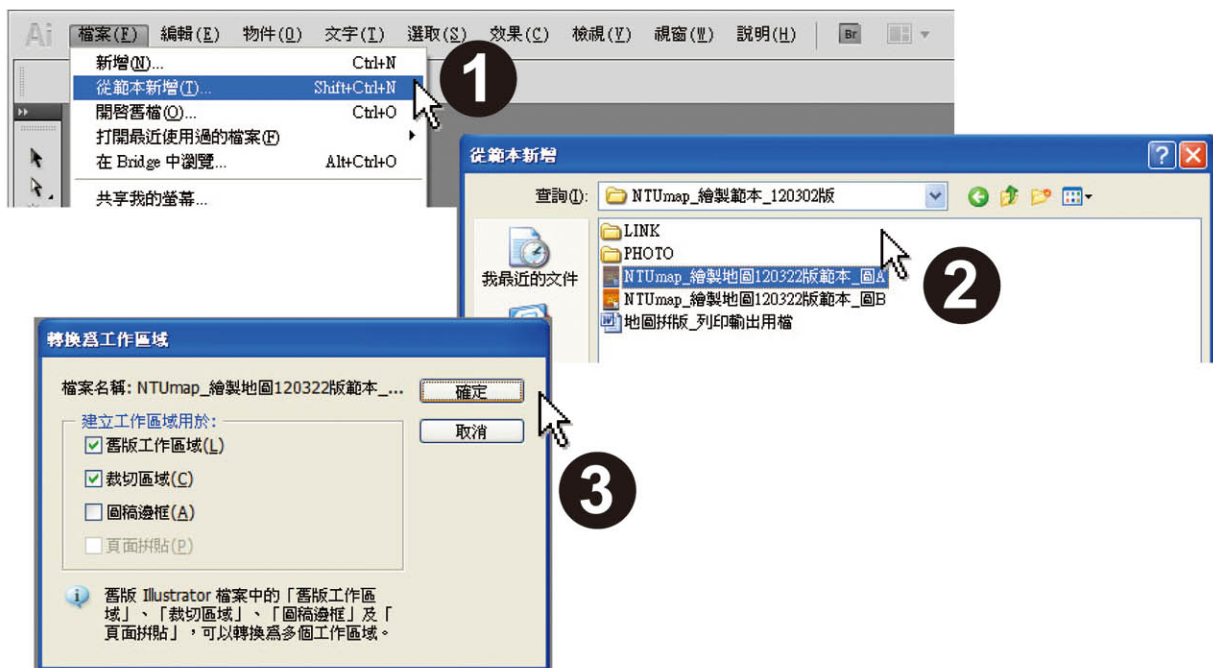 Ai 檔案(F) 編輯(E) 物件(O) 文字(T) 選取(S) 效果(C) 檢視(V) 視窗(W) 說明(H) Br
新增(N)... Ctrl+N
從範本新增(T)... Shift+Ctrl+N
開啓舊檔(O)... Ctrl+O
打開最近使用過的檔案(F)
在 Bridge 中瀏覽... Alt+Ctrl+O
共享我的螢幕...
1
從範本新增
查詢(I): NTUmap_繪製範本_120302版
我最近的文件
LINK
PHOTO
NTUmap_繪製地圖120322版範本_圖A
NTUmap_繪製地圖120322版範本_圖B
地圖拼版_列印輸出用檔
2
轉換爲工作區域
檔案名稱: NTUmap_繪製地圖120322版範本_...
確定
取消
建立工作區域用於:
舊版工作區域(L)
裁切區域(C)
圖稿邊框(A)
頁面拼貼(P)
舊版 Illustrator 檔案中的「舊版工作區
域」、「裁切區域」、「圖稿邊框」及「
頁面拼貼」，可以轉換爲多個工作區域。
3